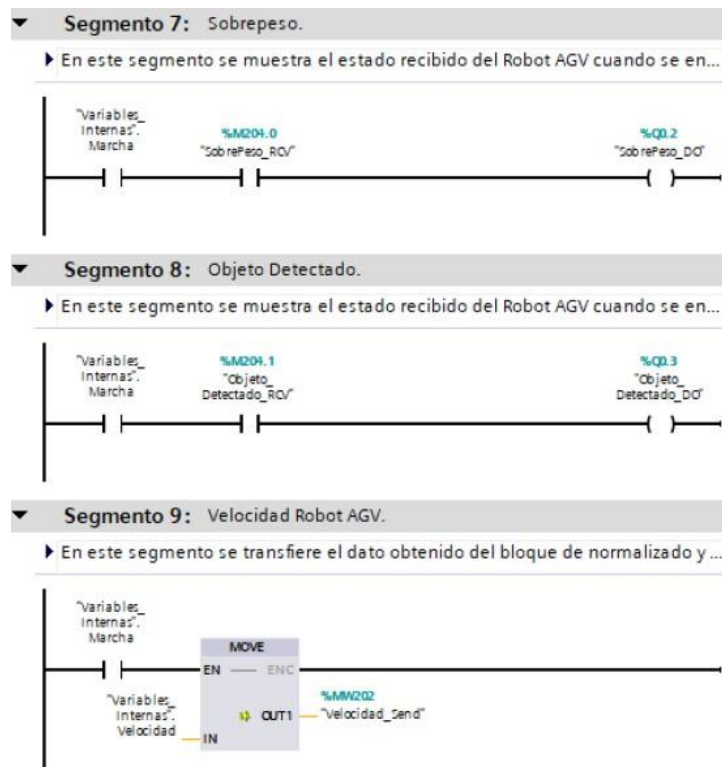 Segmento 7: Sobrepeso.
En este segmento se muestra el estado recibido del Robot AGV cuando se en...
"Variables_
Internas".
Marcha
%M204.0
"SobrePeso_RCV"
%Q0.2
"SobrePeso_DO"
Segmento 8: Objeto Detectado.
En este segmento se muestra el estado recibido del Robot AGV cuando se en...
"Variables_
Internas".
Marcha
%M204.1
"Objeto_
Detectado_RCV"
%Q0.3
"Objeto_
Detectado_DO"
Segmento 9: Velocidad Robot AGV.
En este segmento se transfiere el dato obtenido del bloque de normalizado y ...
"Variables_
Internas".
Marcha
MOVE
EN ENO
"Variables_
Internas".
Velocidad
IN
OUT1
%MW202
"Velocidad_Send"